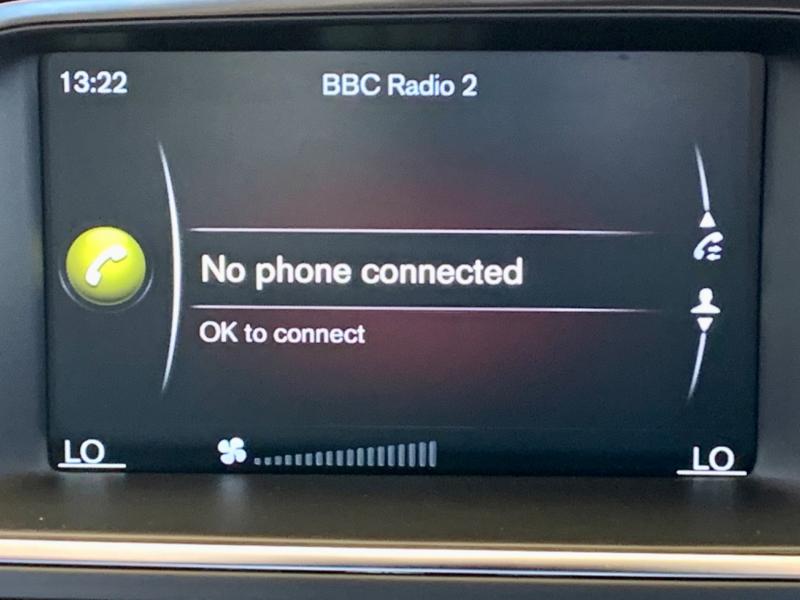 13:22
BBC Radio 2
No phone connected
OK to connect
LO
LO